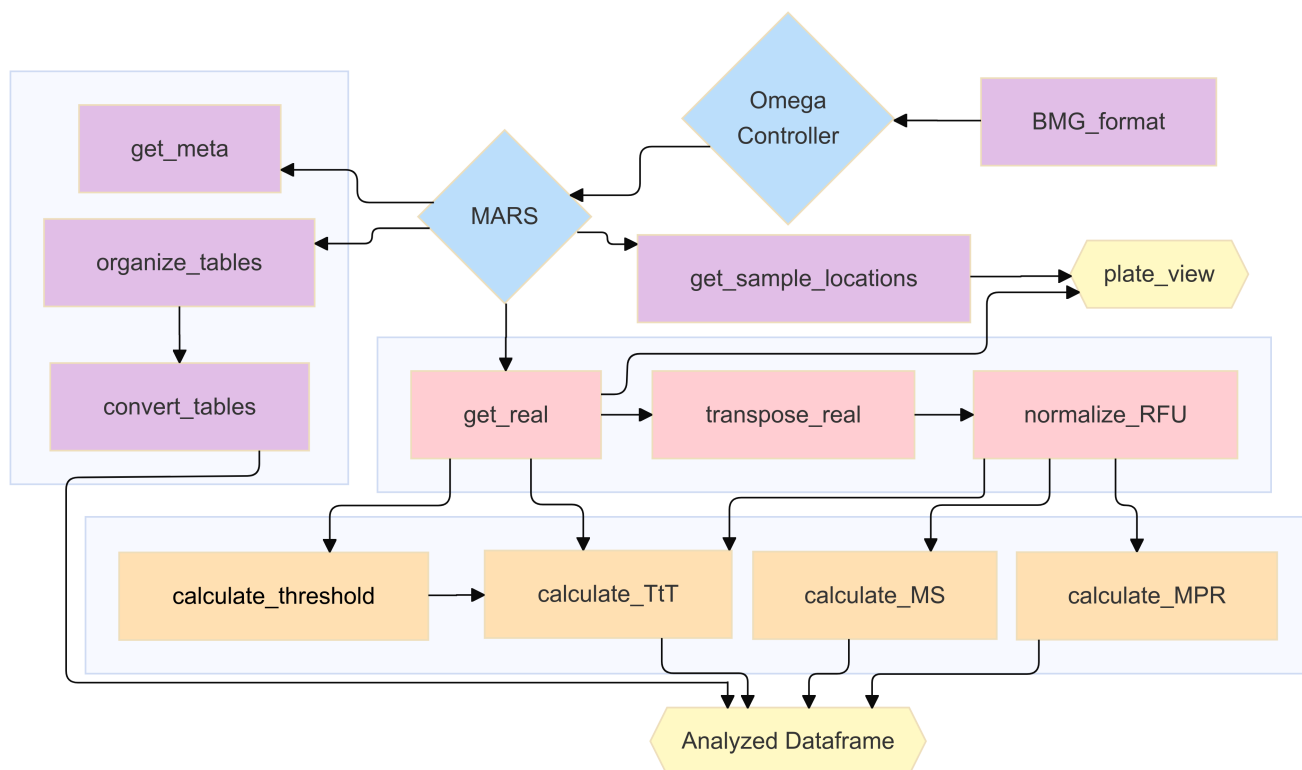 Omega
Controller
BMG_format
get_meta
MARS
organize_tables
get_sample_locations
plate_view
convert_tables
get_real
transpose_real
normalize_RFU
calculate_threshold
calculate_TtT
calculate_MS
calculate_MPR
Analyzed Dataframe